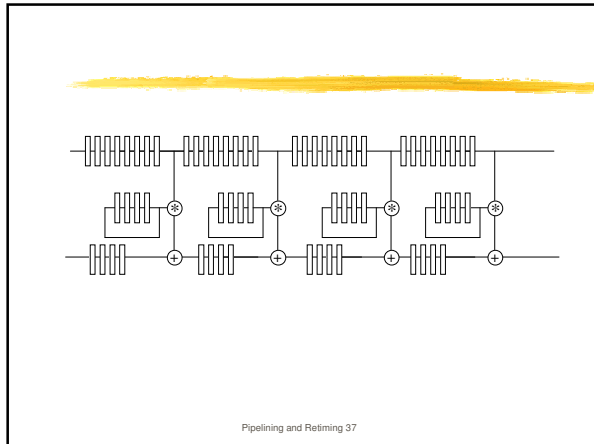 * * * *
+ + + +
Pipelining and Retiming 37